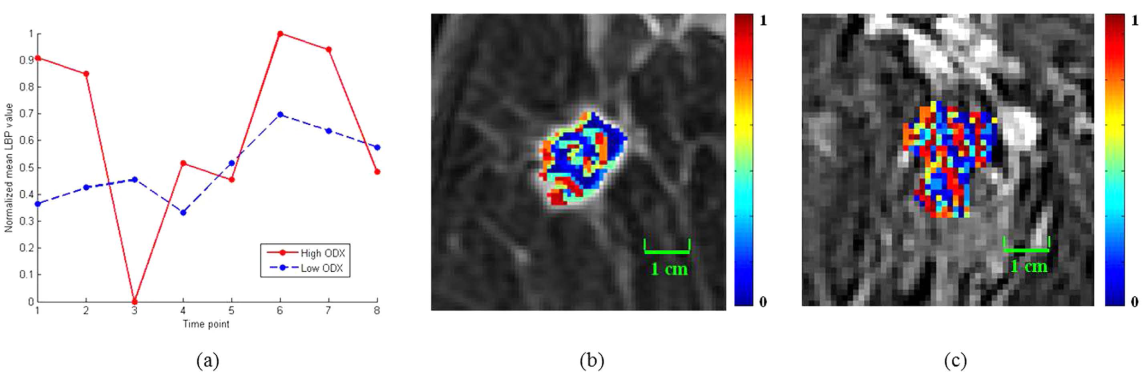 Normalized mean LBP value
1
0.9
0.8
0.7
0.6
0.5
0.4
0.3
0.2
0.1
0
1 2 3 4 5 6 7 8
Time point
High ODX
Low ODX
(a)
1
0
1 cm
(b)
1
0
1 cm
(c)